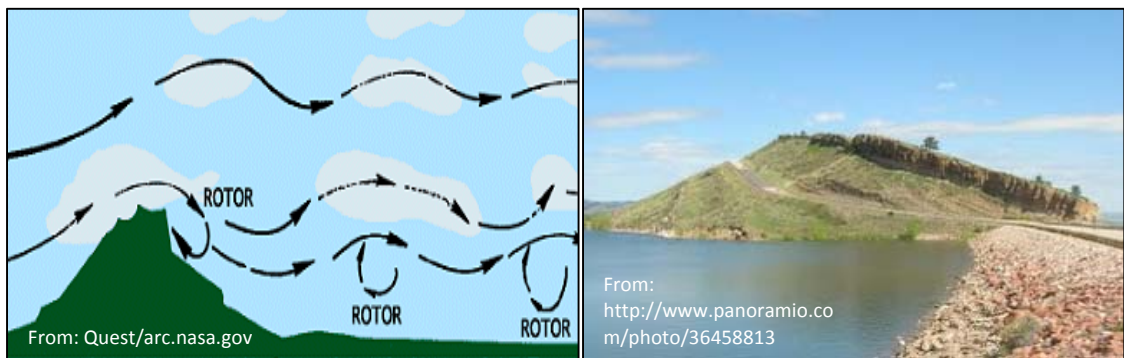 ROTOR
ROTOR
ROTOR
From: Quest/arc.nasa.gov
From:
http://www.panoramio.co
m/photo/36458813